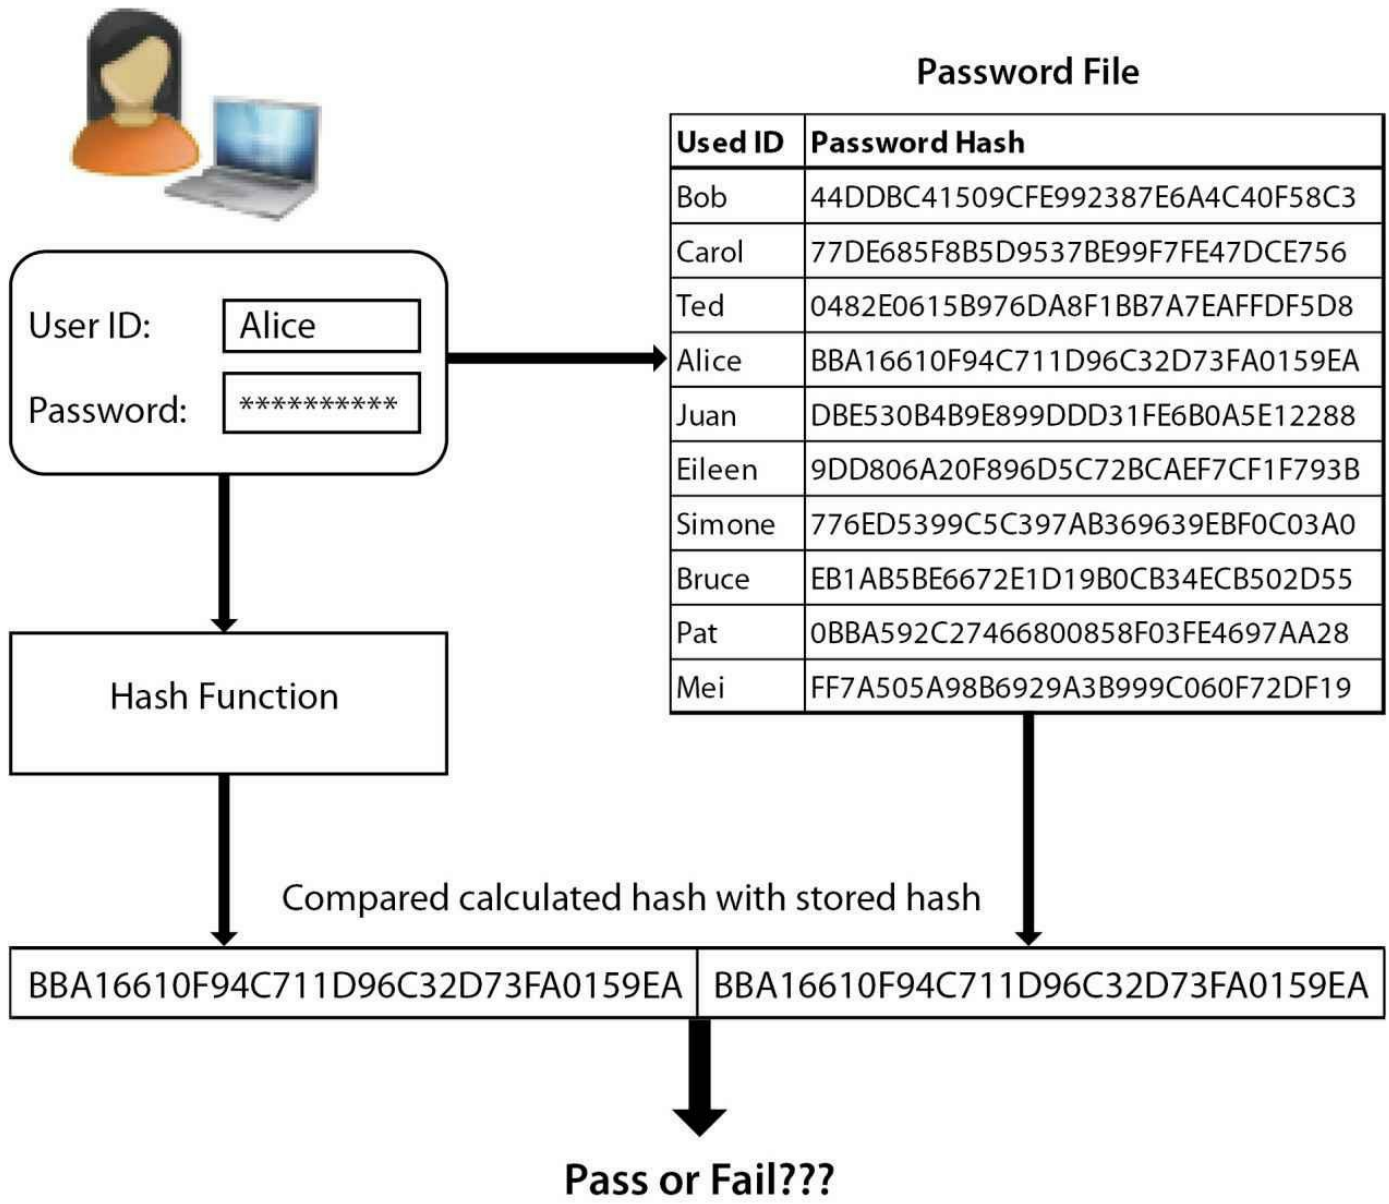 Password File
Used ID Password Hash
Bob 44DDBC41509CFE992387E6A4C40F58C3
Carol 77DE685F8B5D9537BE99F7FE47DCE756
Ted 0482E0615B976DA8F1BB7A7EAFFDF5D8
Alice BBA16610F94C711D96C32D73FA0159EA
Juan DBE530B4B9E899DDD31FE6B0A5E12288
Eileen 9DD806A20F896D5C72BCAEF7CF1F793B
Simone 776ED5399C5C397AB369639EBF0C03A0
Bruce EB1AB5BE6672E1D19B0CB34ECB502D55
Pat 0BBA592C27466800858F03FE4697AA28
Mei FF7A505A98B6929A3B999C060F72DF19
User ID: Alice
Password: **********
Hash Function
Compared calculated hash with stored hash
BBA16610F94C711D96C32D73FA0159EA BBA16610F94C711D96C32D73FA0159EA
Pass or Fail???